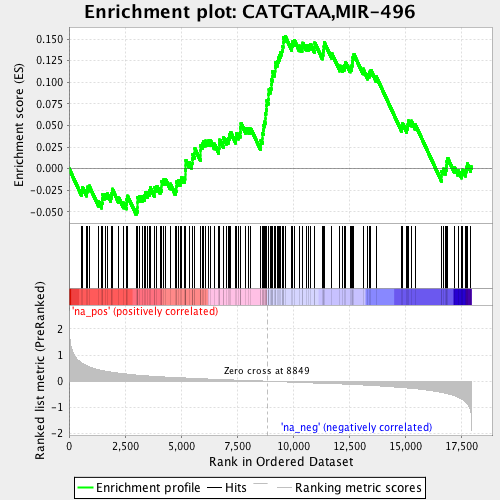 Enrichment plot: CATGTAA,MIR-496
Enrichment score (ES)
0.150
0.125
0.100
0.075
0.050
0.025
0.000
-0.025
-0.050
Ranked list metric (PreRanked)
'na_pos' (positively correlated)
2
1
0
-1
-2
Zero cross at 8849
'na_neg' (negatively correlated)
0
2,500
5,000
7,500
10,000
12,500
15,000
17,500
Rank in Ordered Dataset
Enrichment profile
Hits
Ranking metric scores